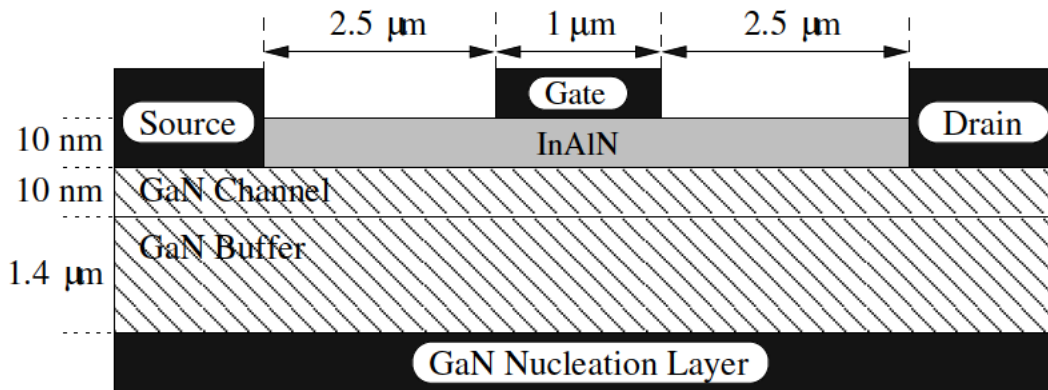 2.5 μm 1 μm 2.5 μm
Gate
Source Drain
10 nm InAlN
10 nm GaN Channel
GaN Buffer
1.4 μm
GaN Nucleation Layer